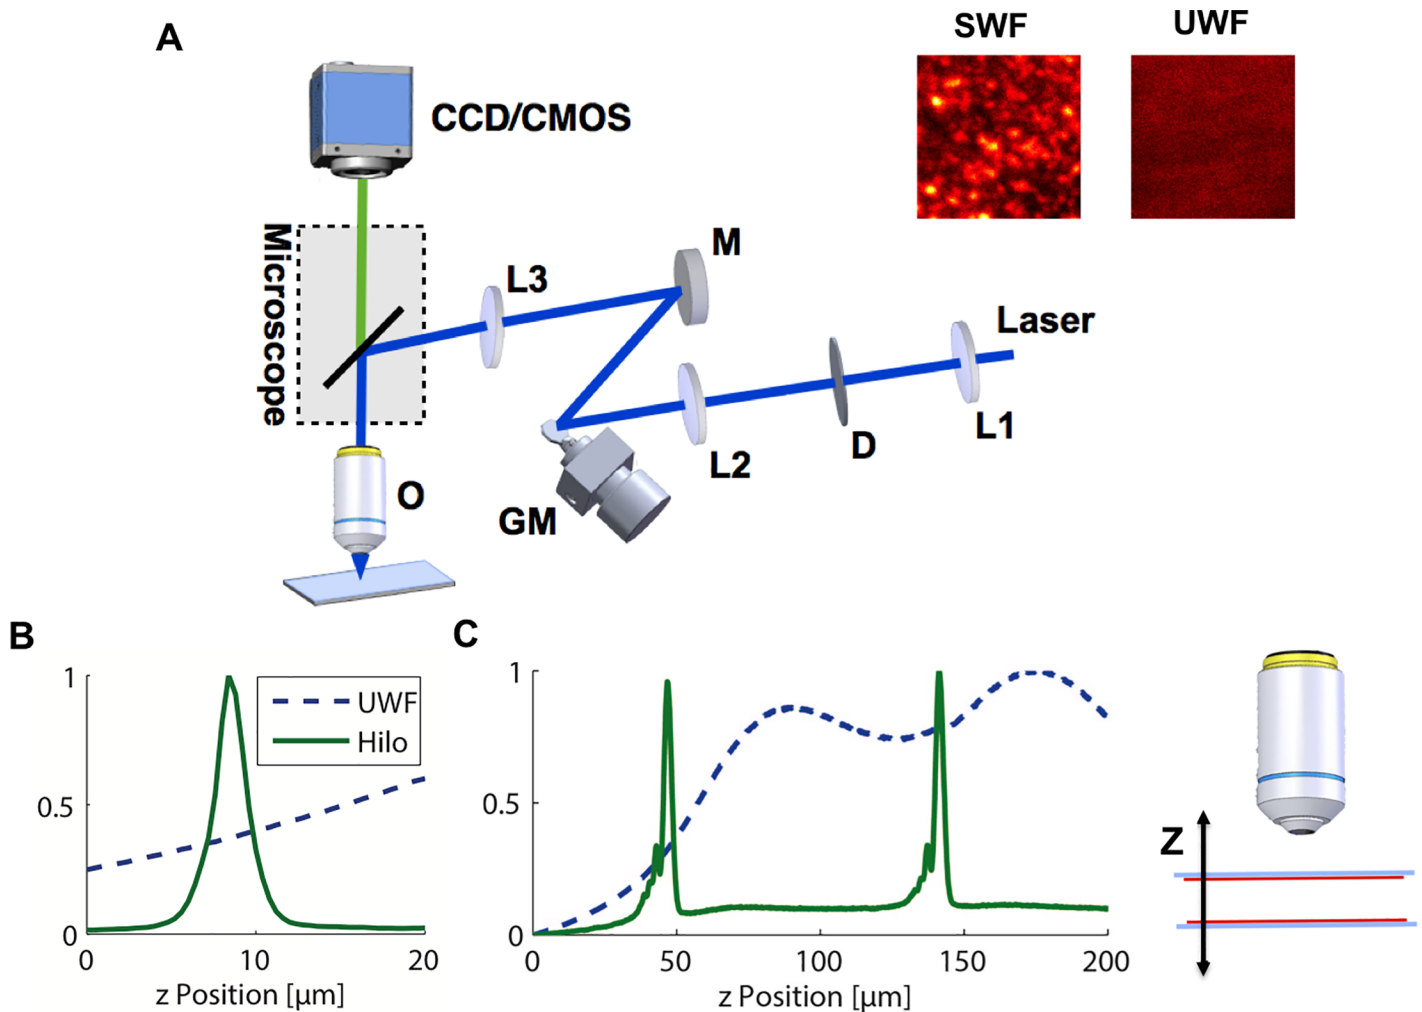 A
SWF
UWF
CCD/CMOS
Microscope
L3
M
Laser
L2
D
L1
O
GM
B
1
0.5
0
0
10
20
z Position [µm]
UWF
Hilo
C
1
0.5
0
0
50
100
150
200
z Position [µm]
Z